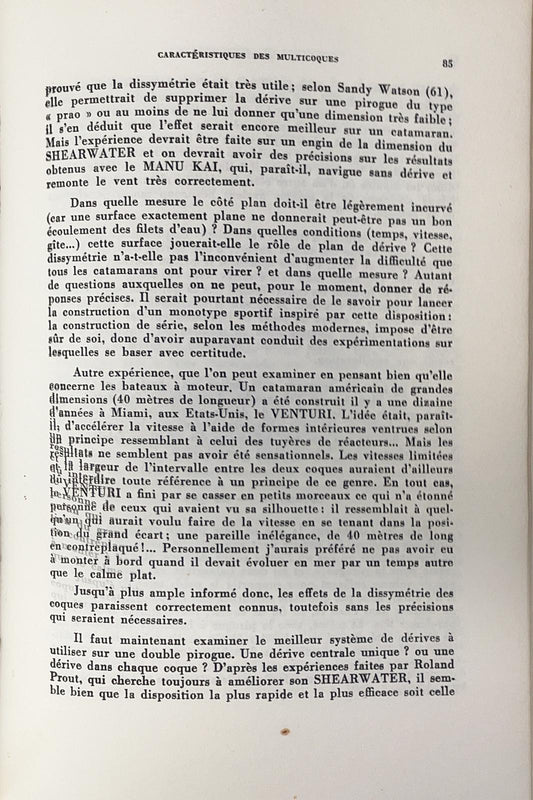 CARACTÉRISTIQUES DES MULTICOQUES
85
prouvé que la dissymétrie était très utile ; selon Sandy Watson (61),
elle permettrait de supprimer la dérive sur une pirogue du type
« prao » ou au moins de ne lui donner qu'une dimension très faible ;
il s'en déduit que l'effet serait encore meilleur sur un catamaran.
Mais l'expérience devrait être faite sur un engin de la dimension du
SHEARWATER et on devrait avoir des précisions sur les résultats
obtenus avec le MANU KAI, qui, paraît-il, navigue sans dérive et
remonte le vent très correctement.
Dans quelle mesure le côté plan doit-il être légèrement incurvé
(car une surface exactement plane ne donnerait peut-être pas un bon
écoulement des filets d'eau) ? Dans quelles conditions (temps, vitesse,
gîte...) cette surface jouerait-elle le rôle de plan de dérive ? Cette
dissymétrie n'a-t-elle pas l'inconvénient d'augmenter la difficulté que
tous les catamarans ont pour virer ? et dans quelle mesure ? Autant
de questions auxquelles on ne peut, pour le moment, donner de ré-
ponses précises. Il serait pourtant nécessaire de le savoir pour lancer
la construction d'un monotype sportif inspiré par cette disposition :
la construction de série, selon les méthodes modernes, impose d'être
sûr de soi, donc d'avoir auparavant conduit des expérimentations sur
lesquelles se baser avec certitude.
Autre expérience, que l'on peut examiner en pensant bien qu'elle
concerne les bateaux à moteur. Un catamaran américain de grandes
dimensions (40 mètres de longueur) a été construit il y a une dizaine
d'années à Miami, aux Etats-Unis, le VENTURI. L'idée était, paraît-
il, d'accélérer la vitesse à l'aide de formes intérieures ventrues selon
un principe ressemblant à celui des tuyères de réacteurs... Mais les
résultats ne semblent pas avoir été sensationnels. Les vitesses limitées
et la largeur de l'intervalle entre les deux coques auraient d'ailleurs
dû interdire toute référence à un principe de ce genre. En tout cas,
le VENTURI a fini par se casser en petits morceaux ce qui n'a étonné
personne de ceux qui avaient vu sa silhouette : il ressemblait à quel-
qu'un qui aurait voulu faire de la vitesse en se tenant dans la posi-
tion du grand écart ; une pareille inélégance, de 40 mètres de long
en contreplaqué !... Personnellement j'aurais préféré ne pas avoir eu
à monter à bord quand il devait évoluer en mer par un temps autre
que le calme plat.
Jusqu'à plus ample informé donc, les effets de la dissymétrie des
coques paraissent correctement connus, toutefois sans les précisions
qui seraient nécessaires.
Il faut maintenant examiner le meilleur système de dérives à
utiliser sur une double pirogue. Une dérive centrale unique ? ou une
dérive dans chaque coque ? D'après les expériences faites par Roland
Prout, qui cherche toujours à améliorer son SHEARWATER, il sem-
ble bien que la disposition la plus rapide et la plus efficace soit celle